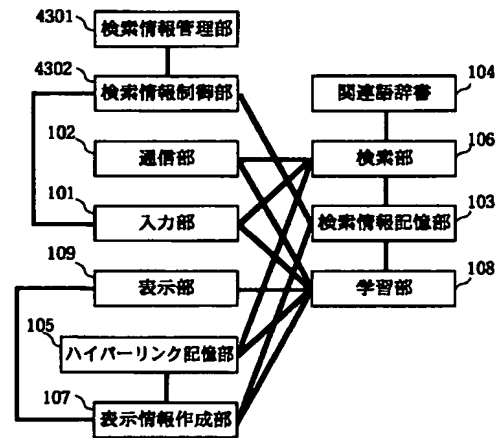 4301
検索情報管理部
4302
検索情報制御部
102
通信部
101
入力部
109
表示部
105
ハイパーリンク記憶部
107
表示情報作成部
104
関連語辞書
106
検索部
103
検索情報記憶部
学習部
108